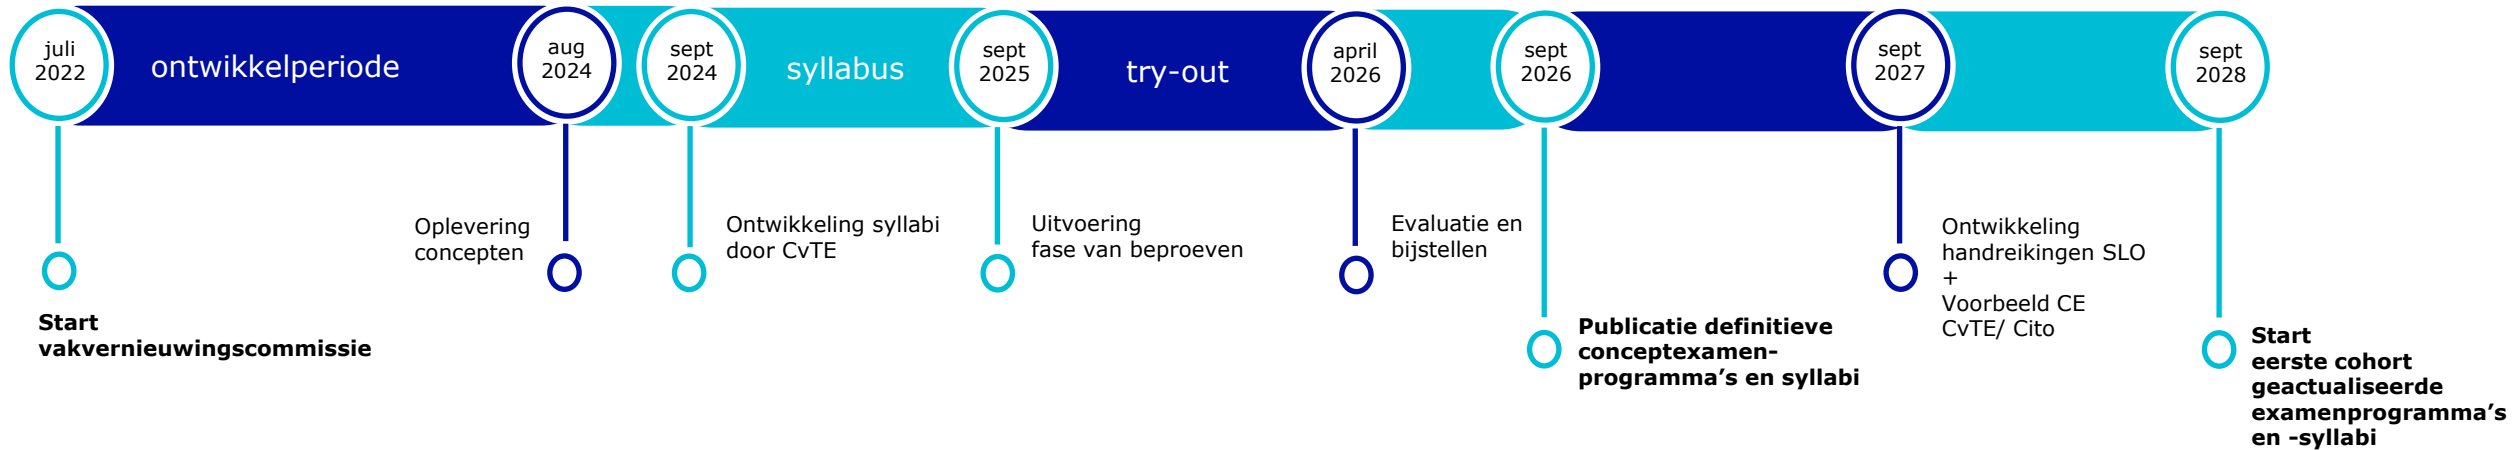 juli
2022
ontwikkelperiode
aug
2024
sept
2024
syllabus
sept
2025
try-out
april
2026
sept
2026
sept
2027
sept
2028
Start
vakvernieuwingscommissie
Oplevering
concepten
Ontwikkeling syllabi
door CvTE
Uitvoering
fase van beproeven
Evaluatie en
bijstellen
Publicatie definitieve
conceptexamen-
programma’s en syllabi
Ontwikkeling
handreikingen SLO
+
Voorbeeld CE
CvTE/ Cito
Start
eerste cohort
geactualiseerde
examenprogramma’s
en -syllabi